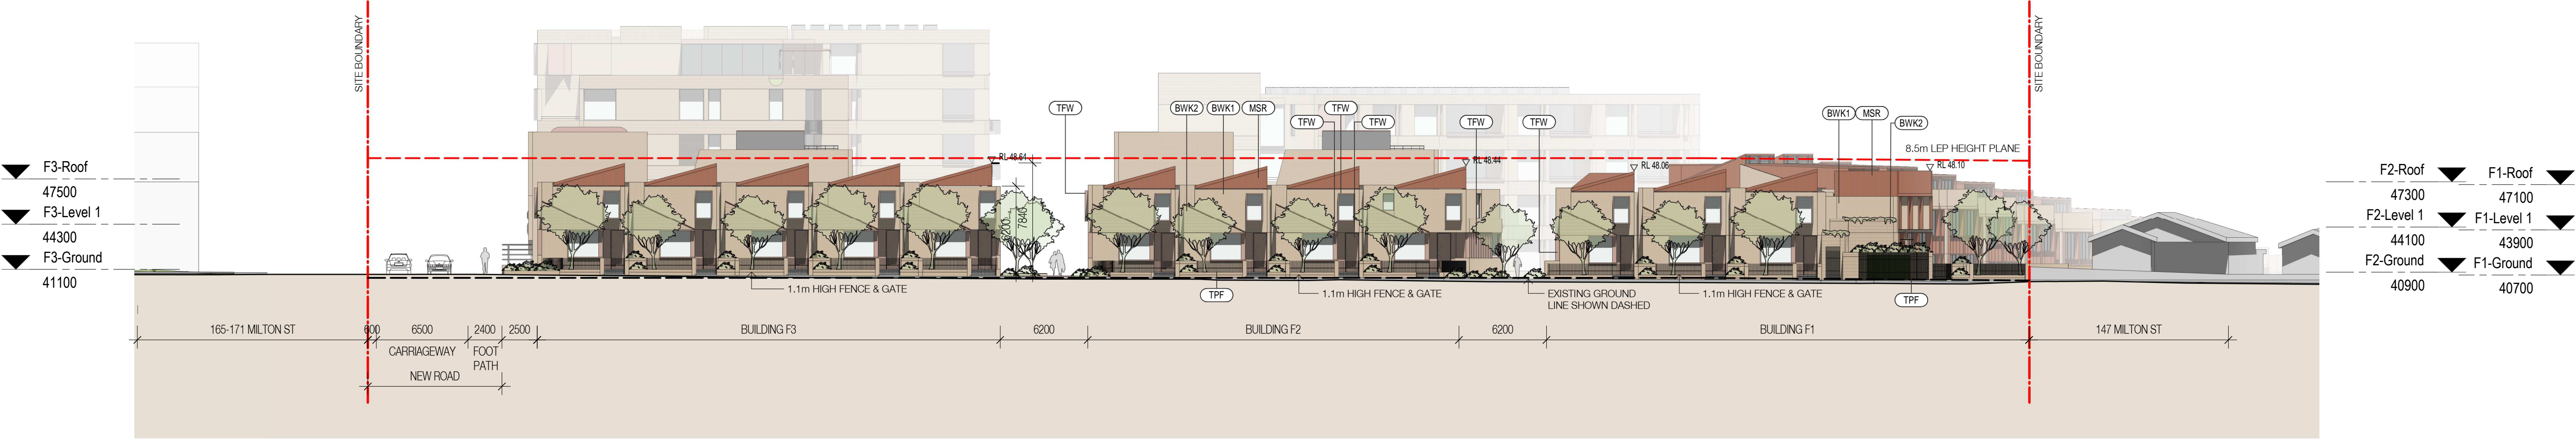 SITE BOUNDARY
SITE BOUNDARY
TFW
BWK2
BWK1
MSR
TFW
TFW
TFW
TFW
TFW
BWK1
MSR
BWK2
8.5m LEP HEIGHT PLANE
RL 48.61
RL 48.44
RL 48.06
RL 48.10
F3-Roof
47500
F3-Level 1
44300
F3-Ground
41100
F2-Roof
47300
F2-Level 1
44100
F2-Ground
40900
F1-Roof
47100
F1-Level 1
43900
F1-Ground
40700
6200
7840
1.1m HIGH FENCE & GATE
TPF
1.1m HIGH FENCE & GATE
EXISTING GROUND
LINE SHOWN DASHED
1.1m HIGH FENCE & GATE
TPF
165-171 MILTON ST
600
6500
2400
2500
BUILDING F3
6200
BUILDING F2
6200
BUILDING F1
147 MILTON ST
CARRIAGEWAY
FOOT
PATH
NEW ROAD